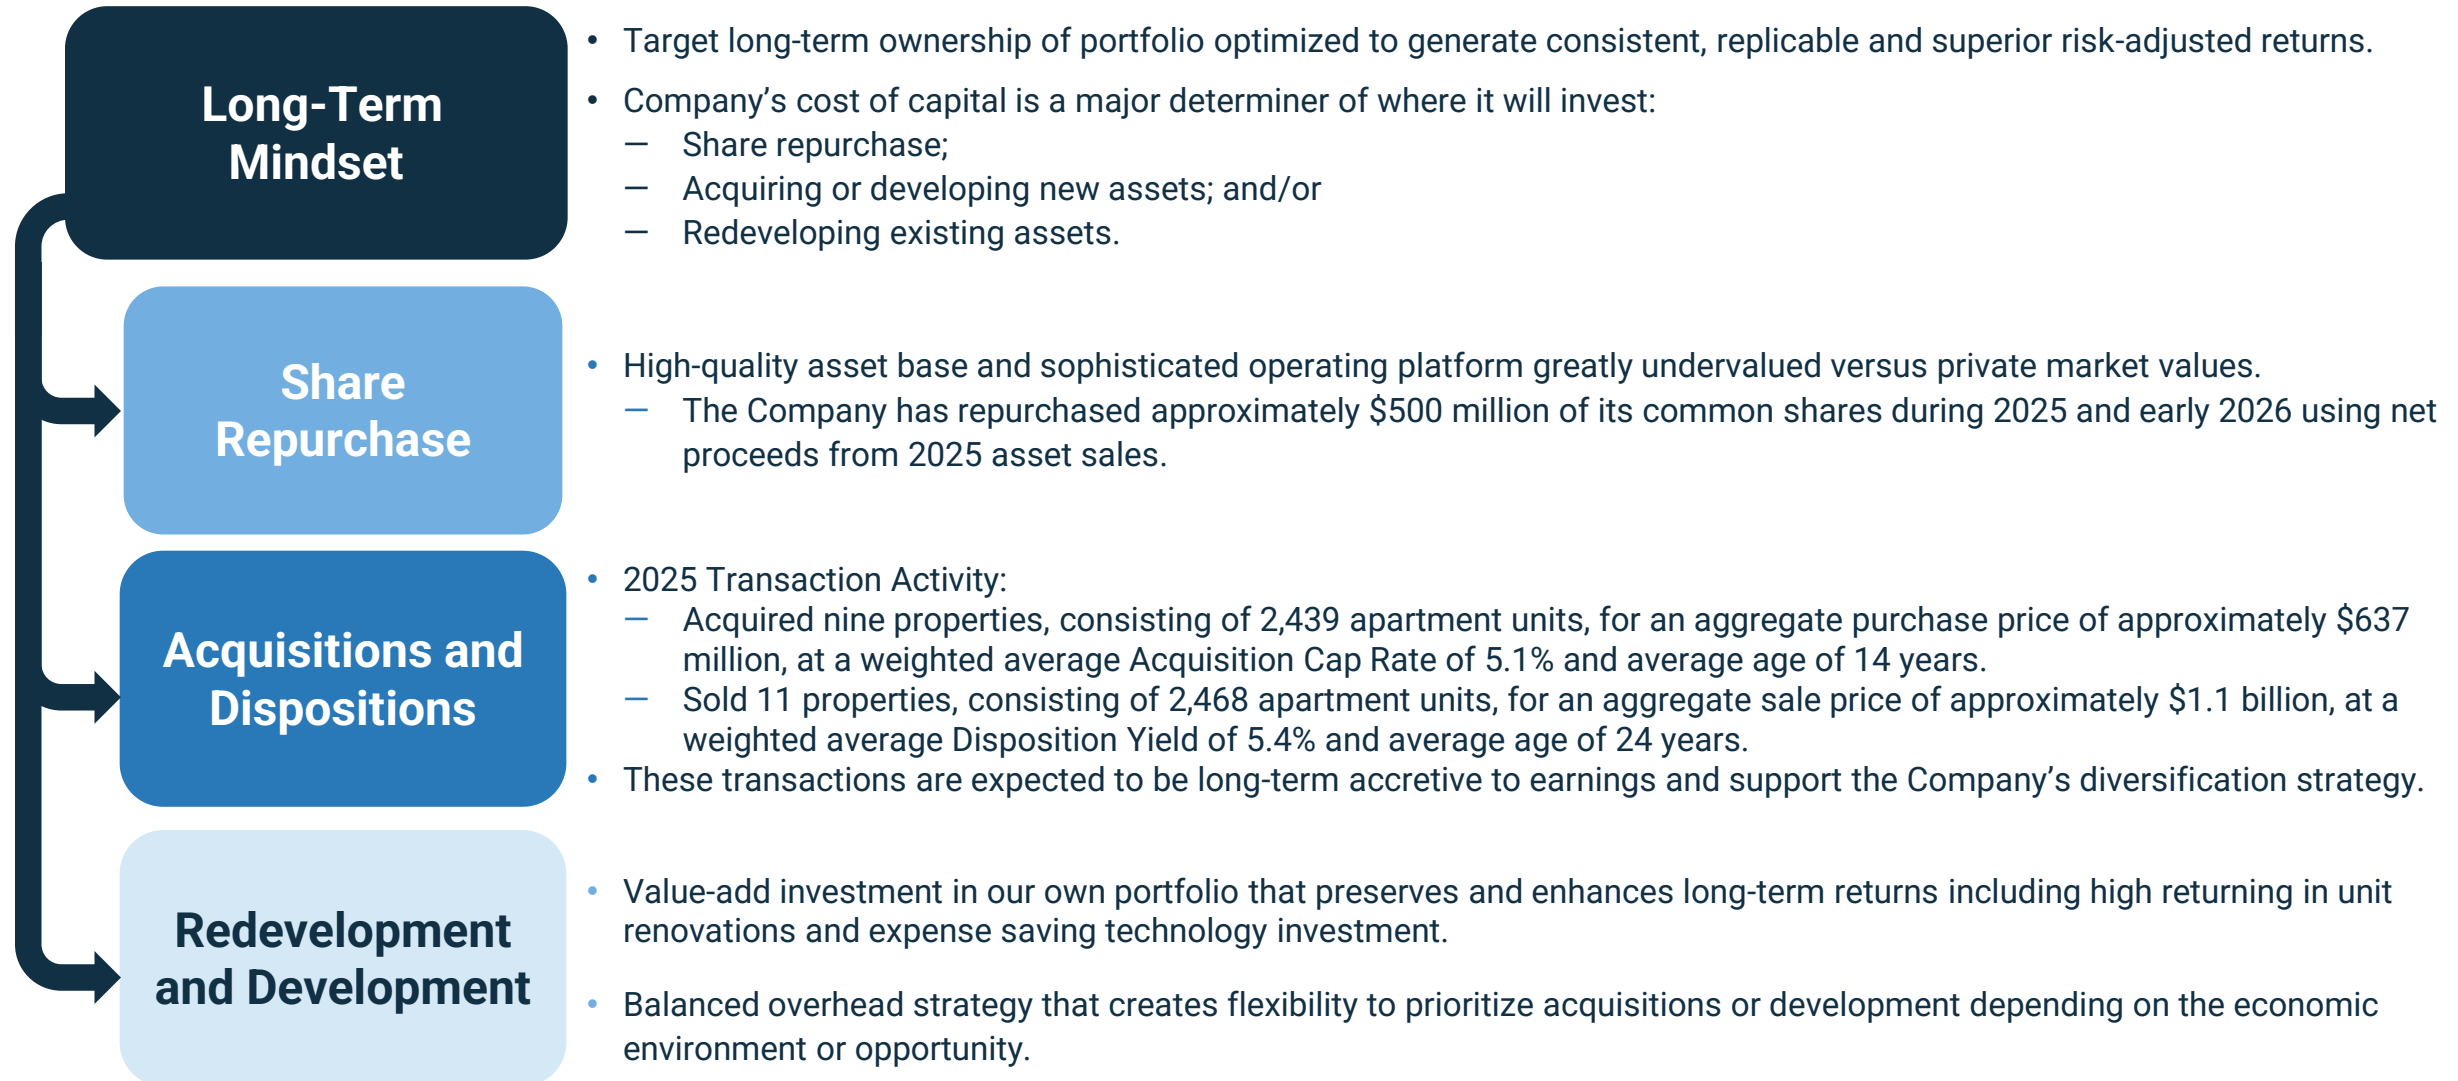 Long-Term
Mindset
• Target long-term ownership of portfolio optimized to generate consistent, replicable and superior risk-adjusted returns.
• Company’s cost of capital is a major determiner of where it will invest:
— Share repurchase;
— Acquiring or developing new assets; and/or
— Redeveloping existing assets.
Share
Repurchase
• High-quality asset base and sophisticated operating platform greatly undervalued versus private market values.
— The Company has repurchased approximately $500 million of its common shares during 2025 and early 2026 using net
proceeds from 2025 asset sales.
Acquisitions and
Dispositions
• 2025 Transaction Activity:
— Acquired nine properties, consisting of 2,439 apartment units, for an aggregate purchase price of approximately $637
million, at a weighted average Acquisition Cap Rate of 5.1% and average age of 14 years.
— Sold 11 properties, consisting of 2,468 apartment units, for an aggregate sale price of approximately $1.1 billion, at a
weighted average Disposition Yield of 5.4% and average age of 24 years.
• These transactions are expected to be long-term accretive to earnings and support the Company’s diversification strategy.
Redevelopment
and Development
• Value-add investment in our own portfolio that preserves and enhances long-term returns including high returning in unit
renovations and expense saving technology investment.
• Balanced overhead strategy that creates flexibility to prioritize acquisitions or development depending on the economic
environment or opportunity.